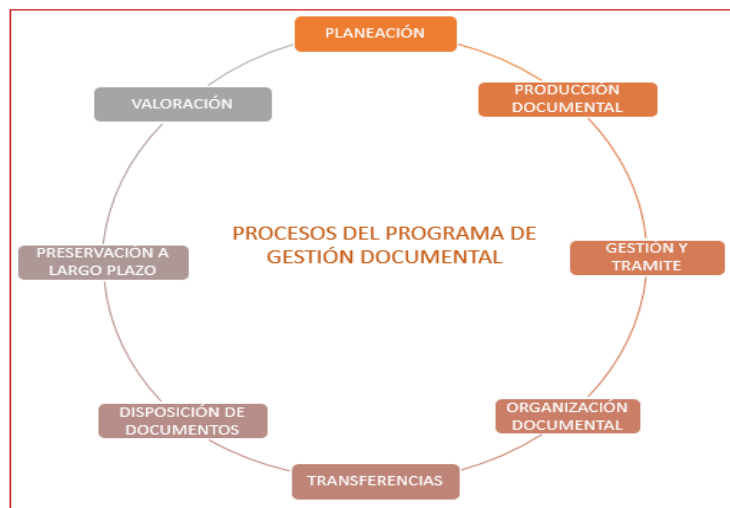 PLANEACIÓN
PRODUCCIÓN
DOCUMENTAL
GESTIÓN Y
TRAMITE
ORGANIZACIÓN
DOCUMENTAL
TRANSFERENCIAS
DISPOSICIÓN DE
DOCUMENTOS
PRESERVACIÓN A
LARGO PLAZO
VALORACIÓN
PROCESOS DEL PROGRAMA DE
GESTIÓN DOCUMENTAL